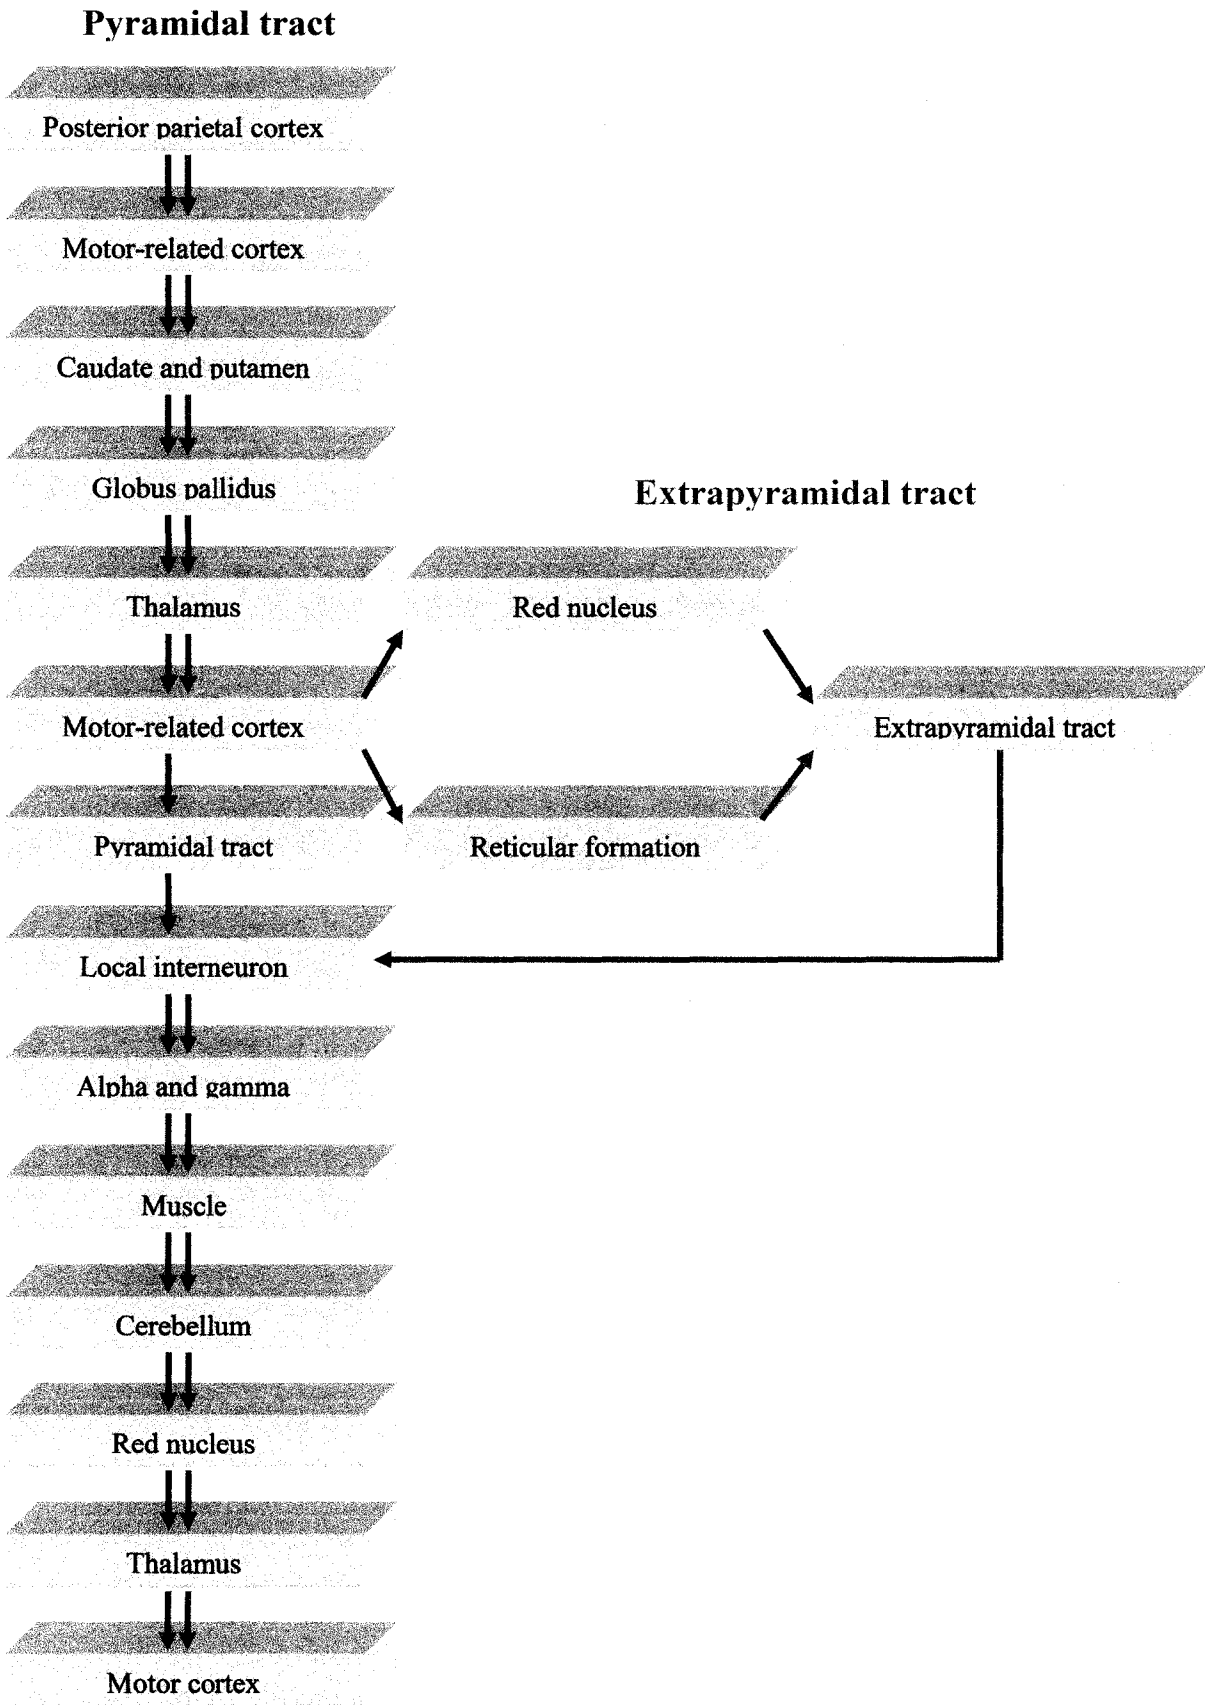 Pyramidal tract
Posterior parietal cortex
Motor-related cortex
Caudate and putamen
Globus pallidus
Extrapyramidal tract
Thalamus
Red nucleus
Motor-related cortex
Extrapyramidal tract
Pyramidal tract
Reticular formation
Local interneuron
Alpha and gamma
Muscle
Cerebellum
Red nucleus
Thalamus
Motor cortex